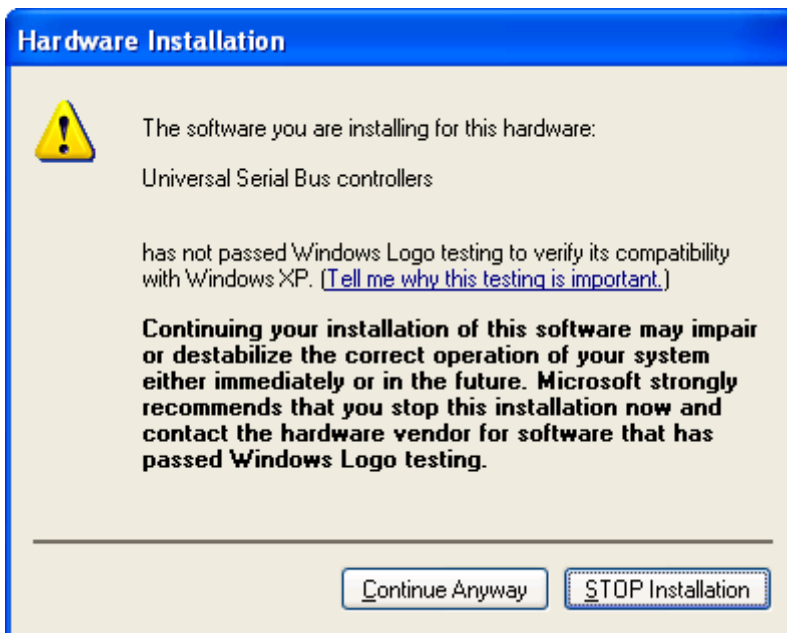 Hardware Installation
The software you are installing for this hardware:
Universal Serial Bus controllers
has not passed Windows Logo testing to verify its compatibility
with Windows XP. (Tell me why this testing is important.)
Continuing your installation of this software may impair
or destabilize the correct operation of your system
either immediately or in the future. Microsoft strongly
recommends that you stop this installation now and
contact the hardware vendor for software that has
passed Windows Logo testing.
Continue Anyway STOP Installation